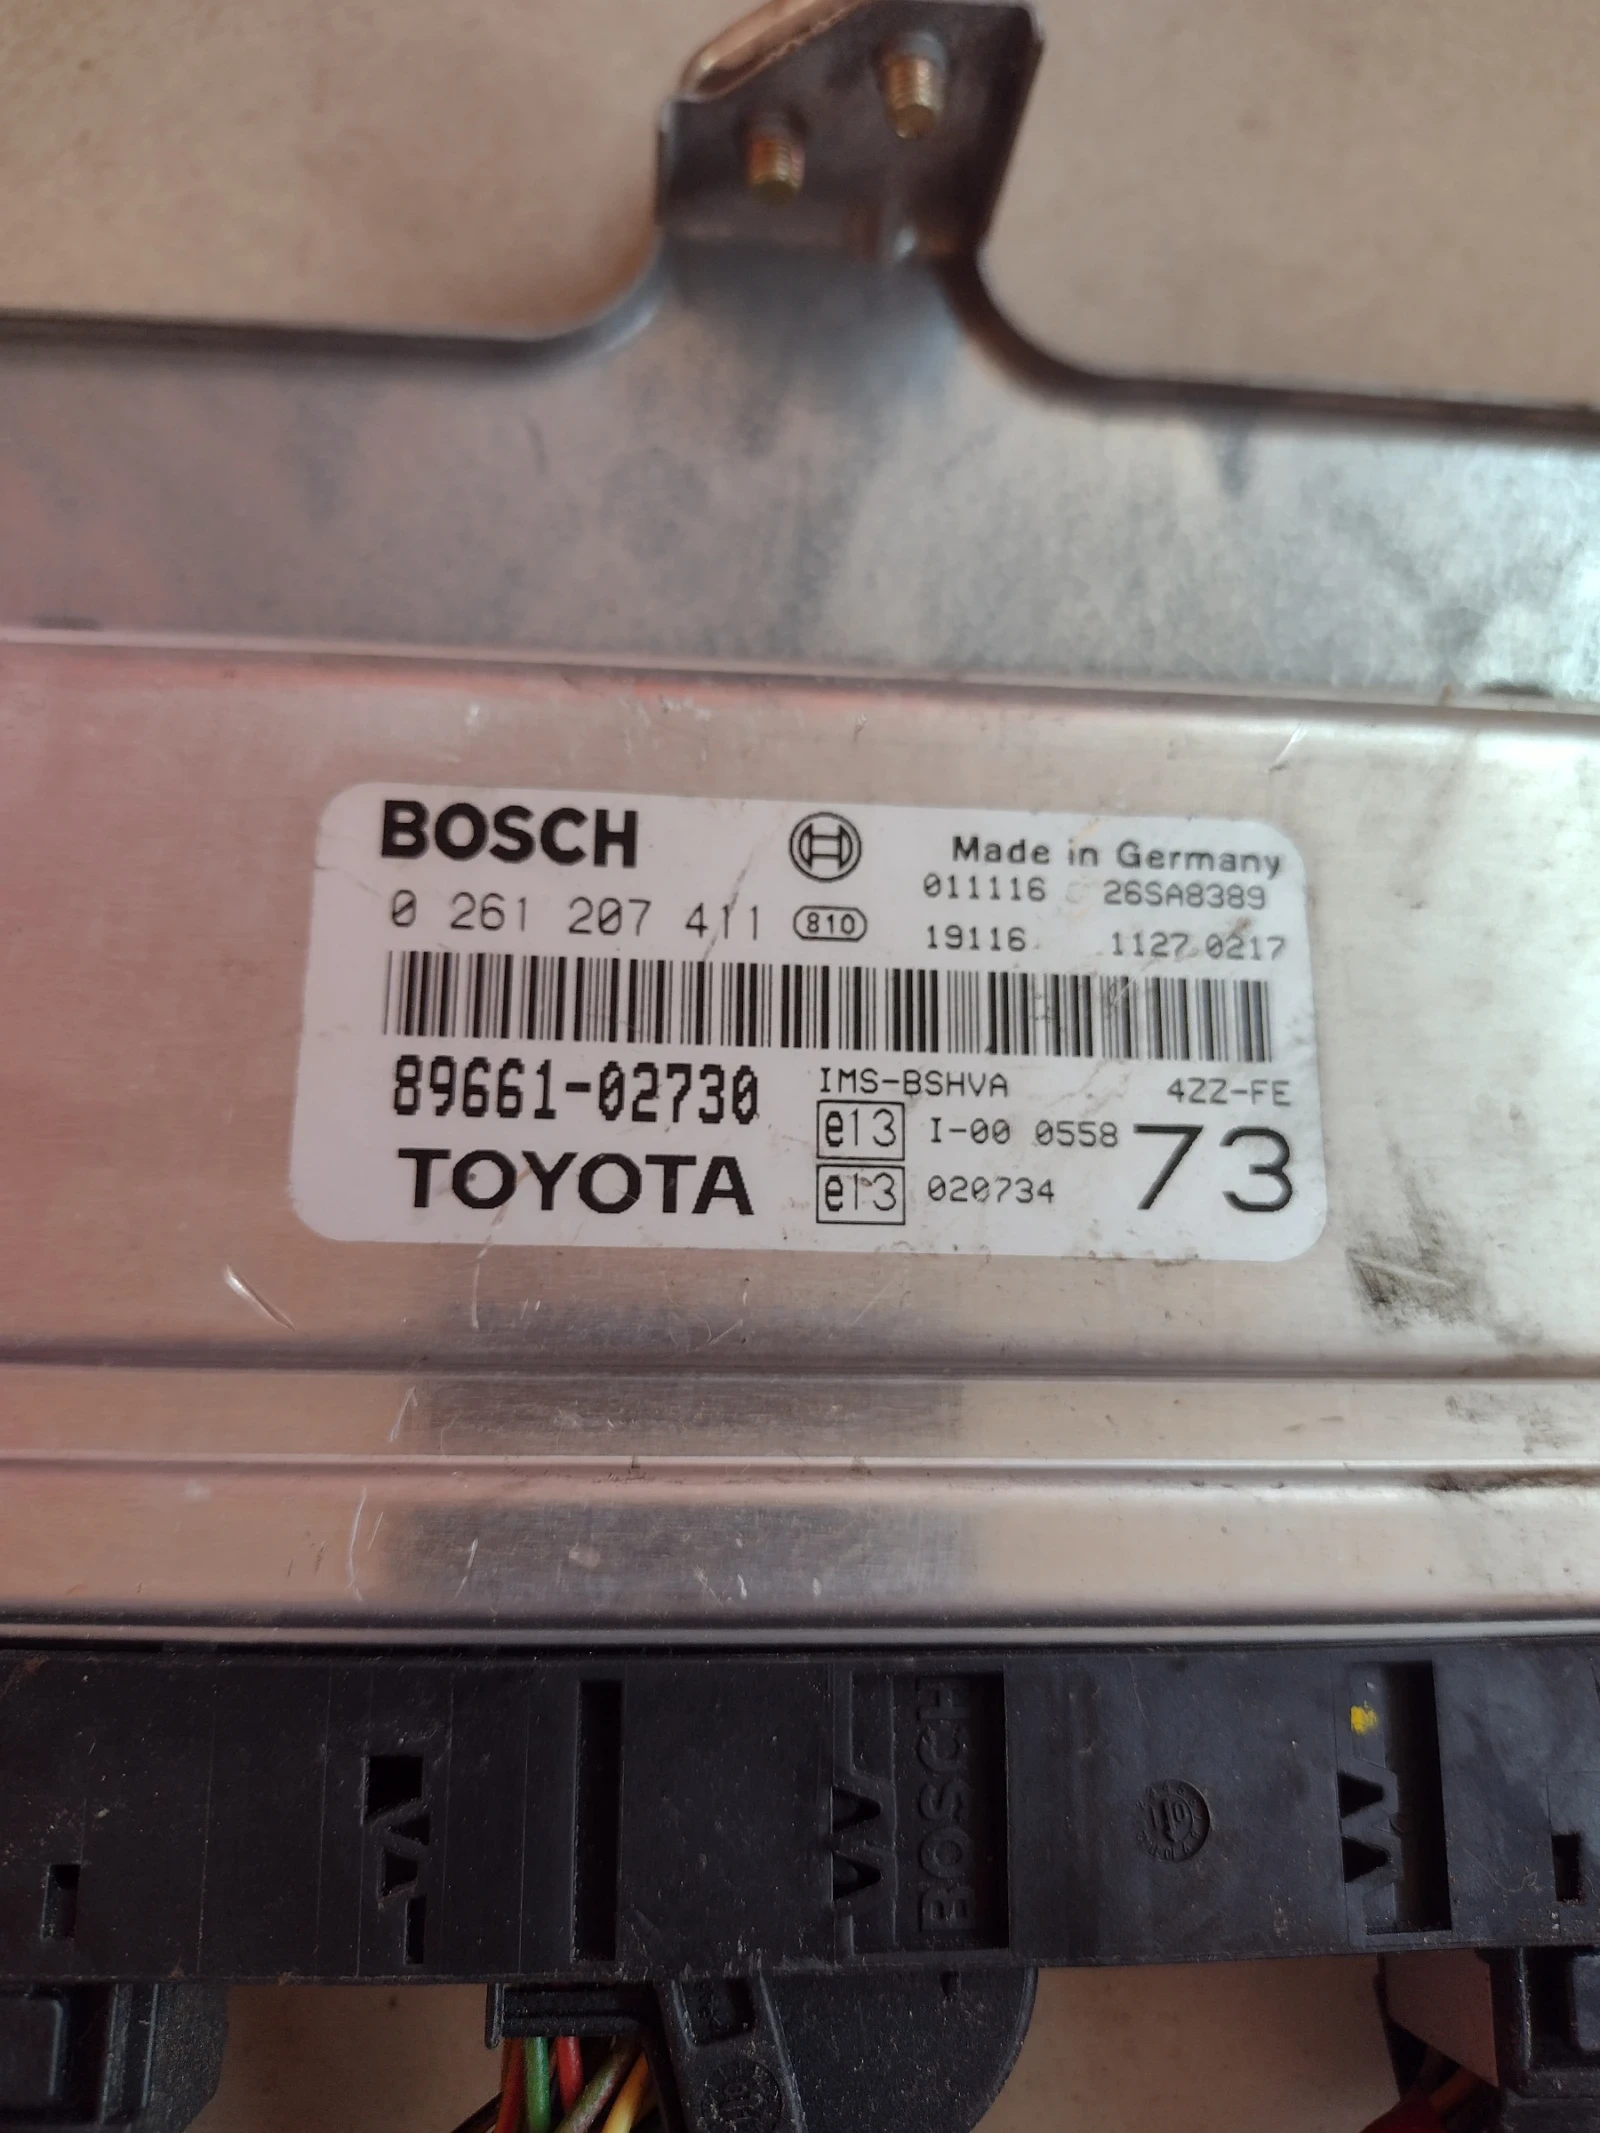 BOSCH
Made in Germany
011116 26SA8389
0 261 207 411 810
19116 1127 0217
89661-02730
IMS-BSHVA 4ZZ-FE
e13 I-00 0558
TOYOTA
e13 020734
73
BOSCH